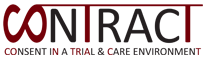 CONTRACT
CONSENT IN A TRIAL & CARE ENVIRONMENT